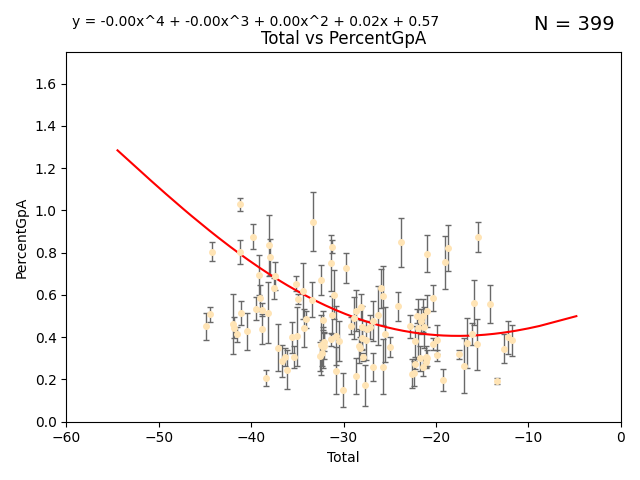 y = -0.00x^4 + -0.00x^3 + 0.00x^2 + 0.02x + 0.57
N = 399
Total vs PercentGpA
1.6
1.4
1.2
1.0
0.8
0.6
0.4
0.2
0.0
PercentGpA
−60 −50 −40 −30 −20 −10 0
Total